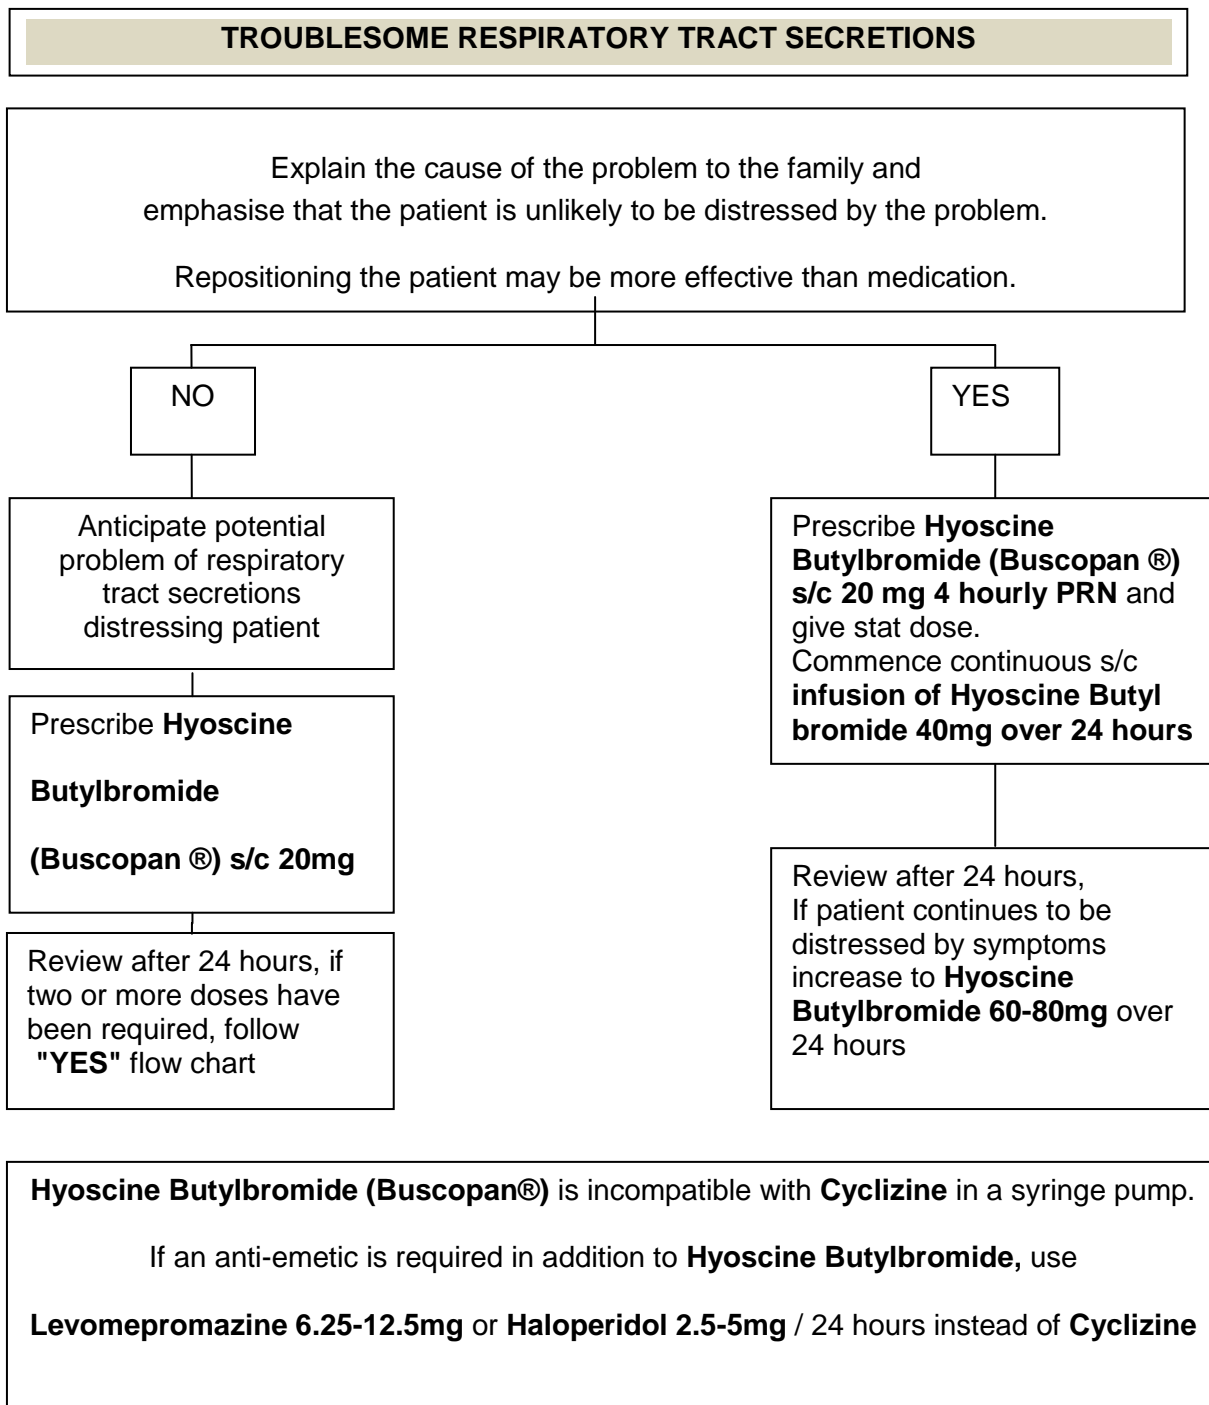 TROUBLESOME RESPIRATORY TRACT SECRETIONS
Explain the cause of the problem to the family and
emphasise that the patient is unlikely to be distressed by the problem.
Repositioning the patient may be more effective than medication.
NO
Anticipate potential
problem of respiratory
tract secretions
distressing patient
Prescribe Hyoscine
Butylbromide
(Buscopan ®) s/c 20mg
Review after 24 hours, if
two or more doses have
been required, follow
"YES" flow chart
YES
Prescribe Hyoscine
Butylbromide (Buscopan ®)
s/c 20 mg 4 hourly PRN and
give stat dose.
Commence continuous s/c
infusion of Hyoscine Butyl
bromide 40mg over 24 hours
Review after 24 hours,
If patient continues to be
distressed by symptoms
increase to Hyoscine
Butylbromide 60-80mg over
24 hours
Hyoscine Butylbromide (Buscopan®) is incompatible with Cyclizine in a syringe pump.
If an anti-emetic is required in addition to Hyoscine Butylbromide, use
Levomepromazine 6.25-12.5mg or Haloperidol 2.5-5mg / 24 hours instead of Cyclizine